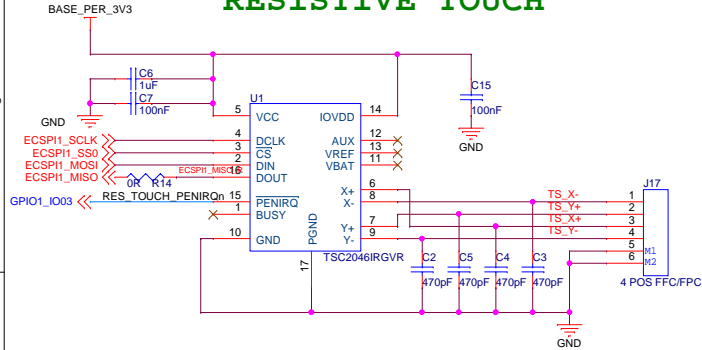 RESISTIVE TOUCH
BASE_PER_3V3
C6
1uF
C7
100nF
GND
C15
100nF
GND
U1
5 VCC IOVDD 14
ECSPI1_SCLK 4 DCLK AUX 12
ECSPI1_SS0 3 CS VREF 13
ECSPI1_MOSI 2 DIN VBAT 11
ECSPI1_MISO 0R R14 16 DOUT
GPIO1_IO03 RES_TOUCH_PENIRQn 15 PENIRQ
1 BUSY
10 GND
PGND
17
X+ 6
X- 8
Y+ 7
Y- 9
TSC2046IRGVR
C2
470pF
C5
470pF
C4
470pF
C3
470pF
TS_X- 1
TS_Y+ 2
TS_X+ 3
TS_Y- 4
5 M1
6 M2
J17
4 POS FFC/FPC
GND